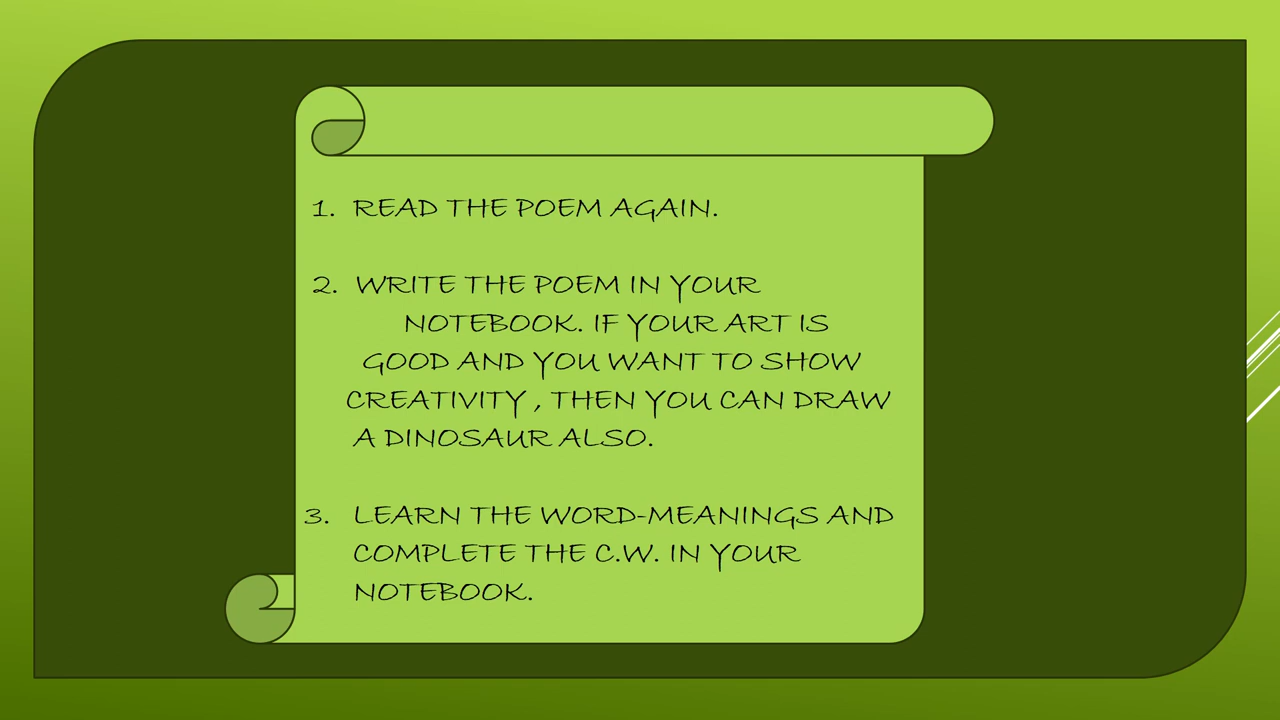 1. READ THE POEM AGAIN.
2. WRITE THE POEM IN YOUR
NOTEBOOK. IF YOUR ART IS
GOOD AND YOU WANT TO SHOW
CREATIVITY , THEN YOU CAN DRAW
A DINOSAUR ALSO.
3. LEARN THE WORD-MEANINGS AND
COMPLETE THE C.W. IN YOUR
NOTEBOOK.